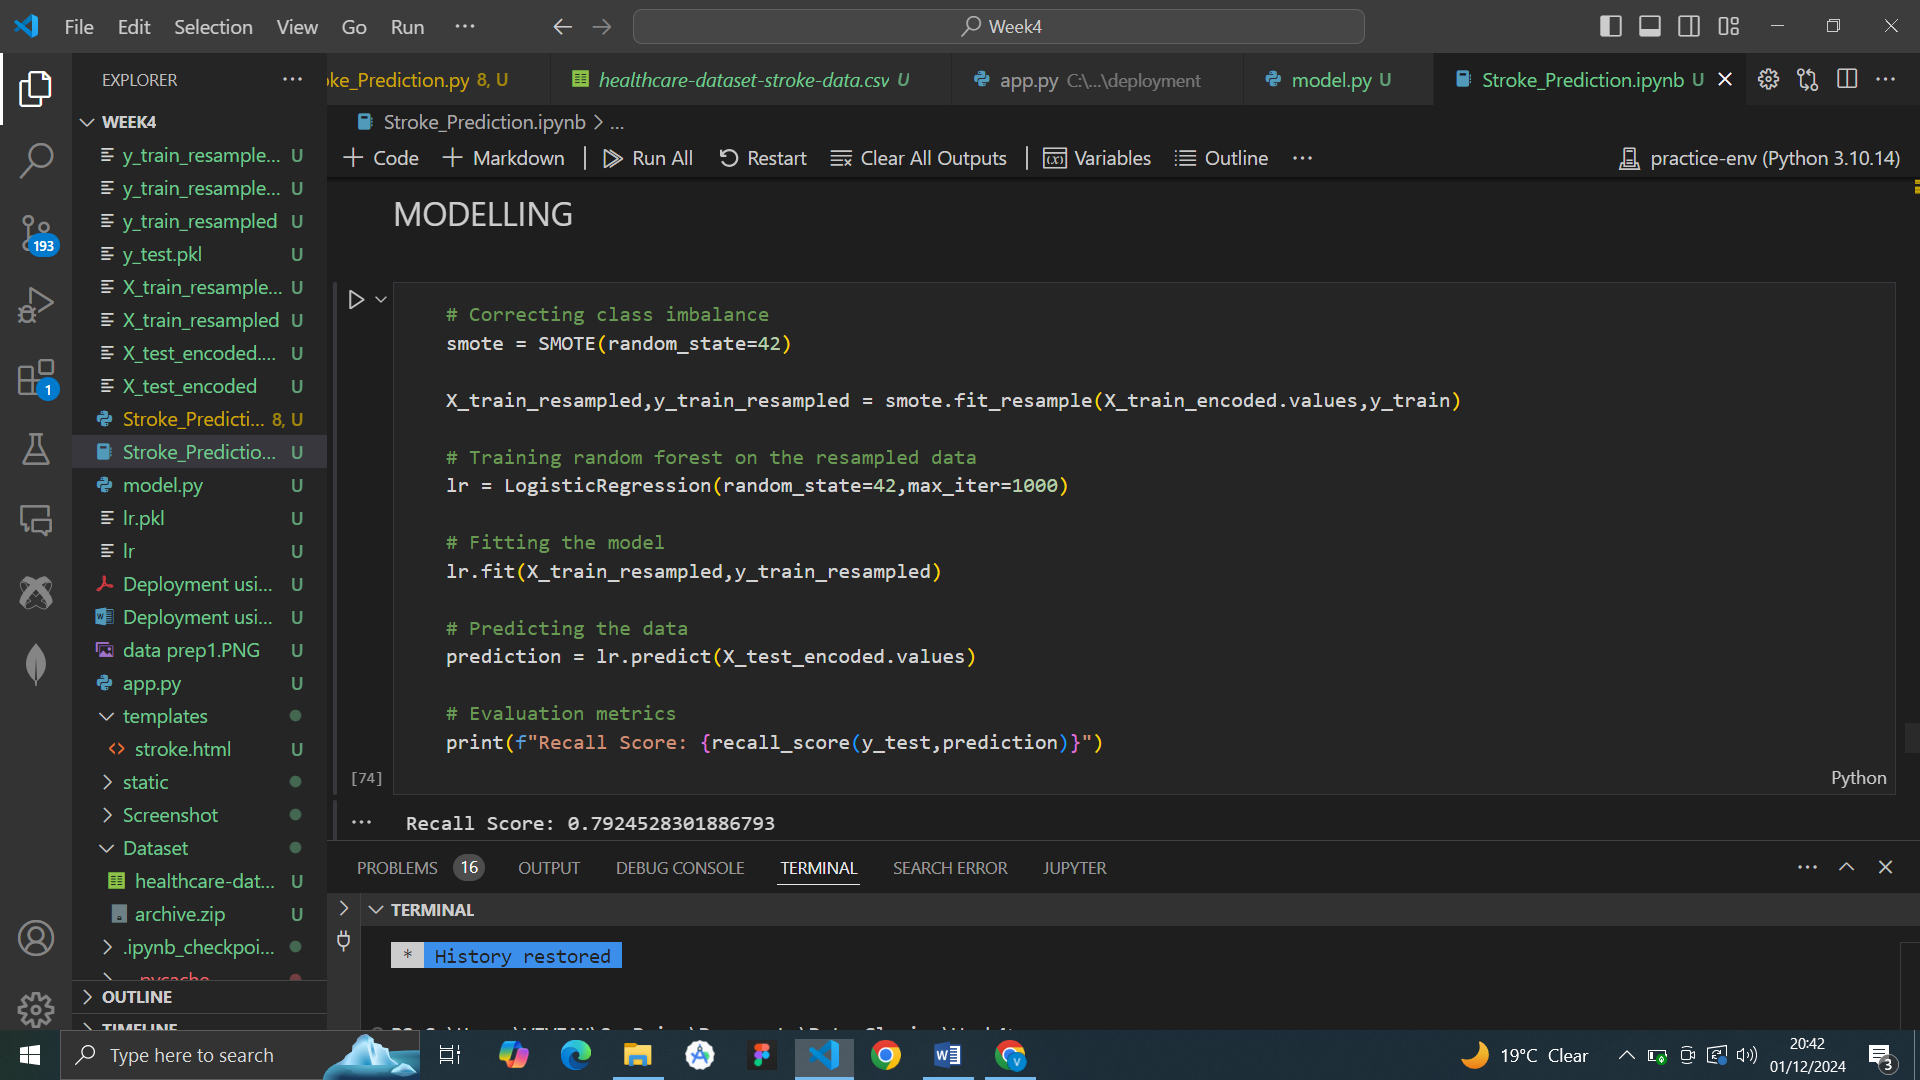 File Edit Selection View Go Run ··· Week4
EXPLORER ···
ke_Prediction.py 8, U healthcare-dataset-stroke-data.csv U app.py C:\...\deployment model.py U Stroke_Prediction.ipynb U
WEEK4
Stroke_Prediction.ipynb > ...
Code Markdown Run All Restart Clear All Outputs Variables Outline ··· practice-env (Python 3.10.14)
y_train_resample... U
y_train_resample... U
y_train_resampled U
y_test.pkl U
X_train_resample... U
X_train_resampled U
X_test_encoded.... U
X_test_encoded U
Stroke_Predicti... 8, U
Stroke_Predictio... U
model.py U
lr.pkl U
lr U
Deployment usi... U
Deployment usi... U
data prep1.PNG U
app.py U
templates
stroke.html U
static
Screenshot
Dataset
healthcare-dat... U
archive.zip U
.ipynb_checkpoi...
OUTLINE
TIMELINE
193
1
MODELLING
# Correcting class imbalance
smote = SMOTE(random_state=42)
X_train_resampled,y_train_resampled = smote.fit_resample(X_train_encoded.values,y_train)
# Training random forest on the resampled data
lr = LogisticRegression(random_state=42,max_iter=1000)
# Fitting the model
lr.fit(X_train_resampled,y_train_resampled)
# Predicting the data
prediction = lr.predict(X_test_encoded.values)
# Evaluation metrics
print(f"Recall Score: {recall_score(y_test,prediction)}")
[74] Python
··· Recall Score: 0.7924528301886793
PROBLEMS 16 OUTPUT DEBUG CONSOLE TERMINAL SEARCH ERROR JUPYTER
TERMINAL
* History restored
Type here to search 19°C Clear 20:42
01/12/2024 3